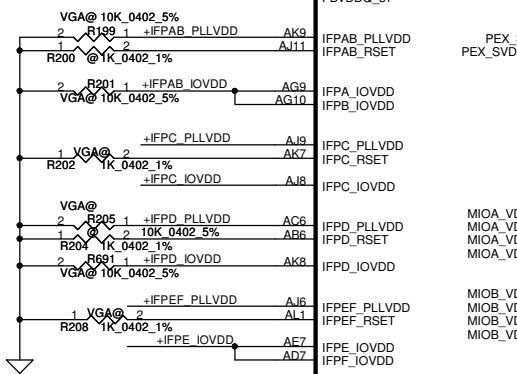 VGA@ 10K_0402_5%
2 R199 1 +IFPAB_PLLVDD AK9 IFPAB_PLLVDD PEX_S
1 2 AJ11 IFPAB_RSET PEX_SVD
R200 @1K_0402_1%
2 R201 1 +IFPAB_IOVDD AG9 IFPA_IOVDD
VGA@ 10K_0402_5% AG10 IFPB_IOVDD
+IFPC_PLLVDD AJ9 IFPC_PLLVDD
1 VGA@ 2 AK7 IFPC_RSET
R202 1K_0402_1%
+IFPC_IOVDD AJ8 IFPC_IOVDD
VGA@
2 R205 1 +IFPD_PLLVDD AC6 IFPD_PLLVDD
1 @ 2 10K_0402_5% AB6 IFPD_RSET
R204 1K_0402_1%
2 R691 1 +IFPD_IOVDD AK8 IFPD_IOVDD
VGA@ 10K_0402_5%
MIOA_VD
MIOA_VD
MIOA_VD
MIOA_VD
+IFPEF_PLLVDD AJ6 IFPEF_PLLVDD
1 VGA@ 2 AL1 IFPEF_RSET
R208 1K_0402_1%
+IFPE_IOVDD AE7 IFPE_IOVDD
AD7 IFPF_IOVDD
MIOB_VD
MIOB_VD
MIOB_VD
MIOB_VD